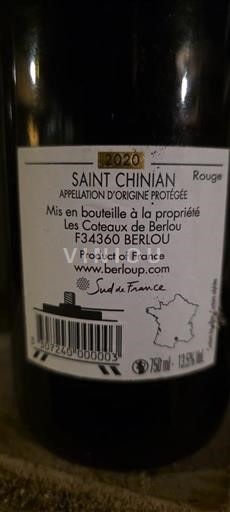 2020
SAINT CHINIAN Rouge
APPELLATION D'ORIGINE PROTÉGÉE
Mis en bouteille à la propriété
Les Coteaux de Berlou
F34360 BERLOU
Product of France
www.berloup.com
Sud de France
750 ml - 13.5% Vol.